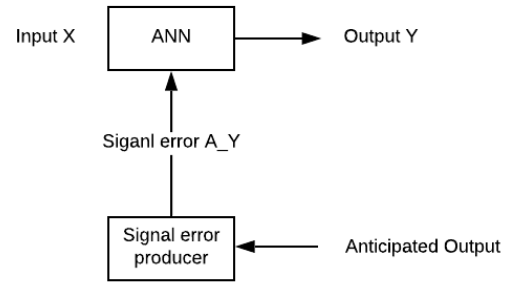 Input X
ANN
Output Y
Siganl error A_Y
Signal error
producer
Anticipated Output